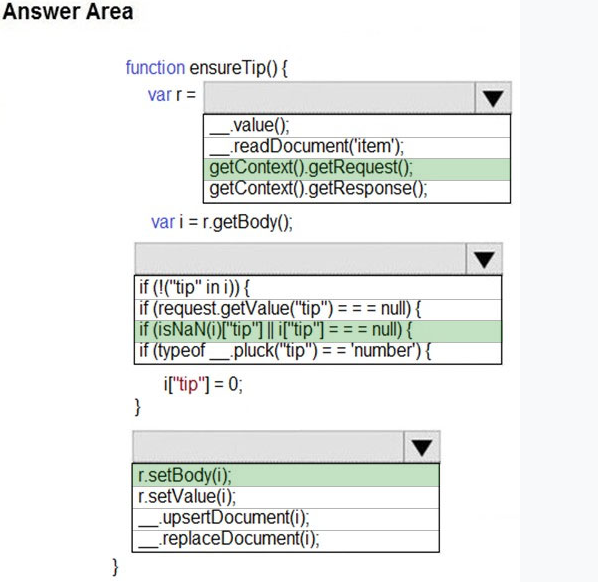 Answer Area
function ensureTip() {
var r =
__.value();
__.readDocument('item');
getContext().getRequest();
getContext().getResponse();
var i = r.getBody();
if (!("tip" in i)) {
if (request.getValue("tip") = = = null) {
if (isNaN(i)["tip"] || i["tip"] = = = null) {
if (typeof __.pluck("tip") = = 'number') {
i["tip"] = 0;
}
r.setBody(i);
r.setValue(i);
__.upsertDocument(i);
__.replaceDocument(i);
}